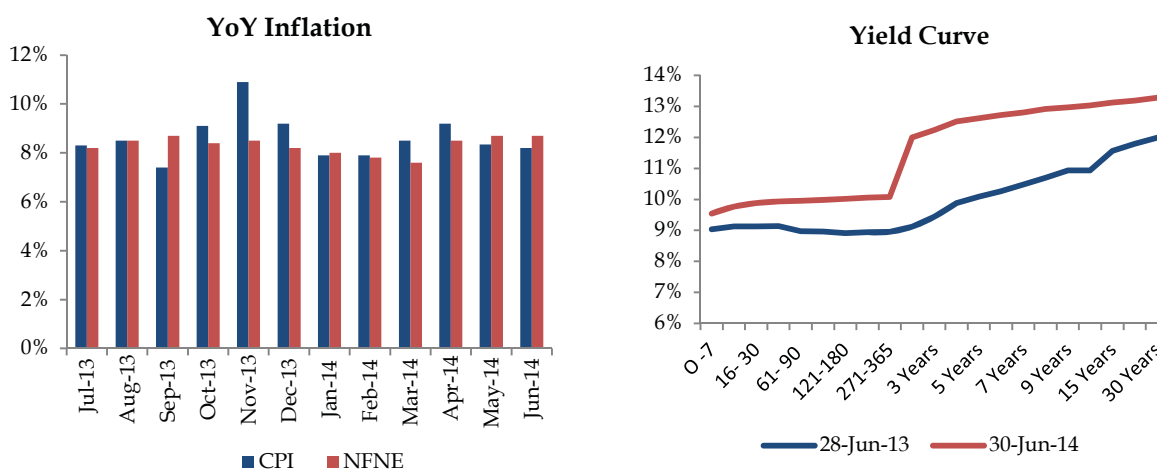 YoY Inflation
12%
10%
8%
6%
4%
2%
0%
Jul-13
Aug-13
Sep-13
Oct-13
Nov-13
Dec-13
Jan-14
Feb-14
Mar-14
Apr-14
May-14
Jun-14
CPI NFNE
Yield Curve
14%
13%
12%
11%
10%
9%
8%
7%
6%
O -7
16- 30
61- 90
121-180
271-365
3 Years
5 Years
7 Years
9 Years
15 Years
30 Years
28-Jun-13 30-Jun-14